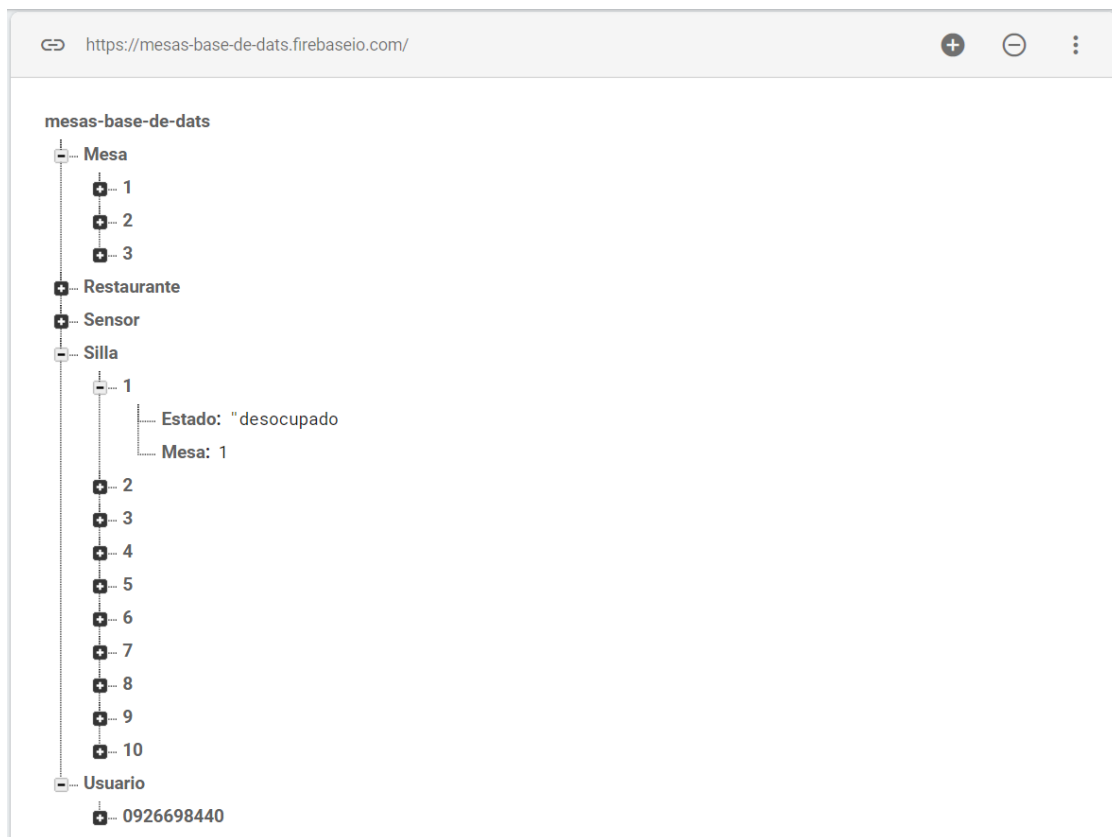 https://mesas-base-de-dats.firebaseio.com/
mesas-base-de-dats
Mesa
1
2
3
Restaurante
Sensor
Silla
1
Estado: "desocupado
Mesa: 1
2
3
4
5
6
7
8
9
10
Usuario
0926698440